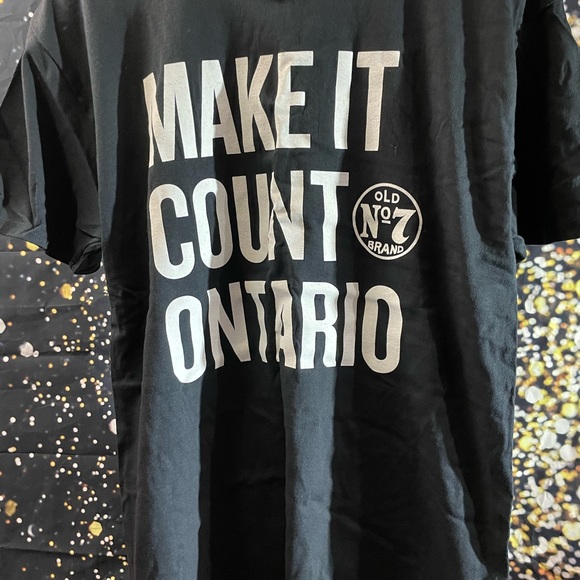 MAKE IT
COUNT
OLD
Nº7
BRAND
ONTARIO